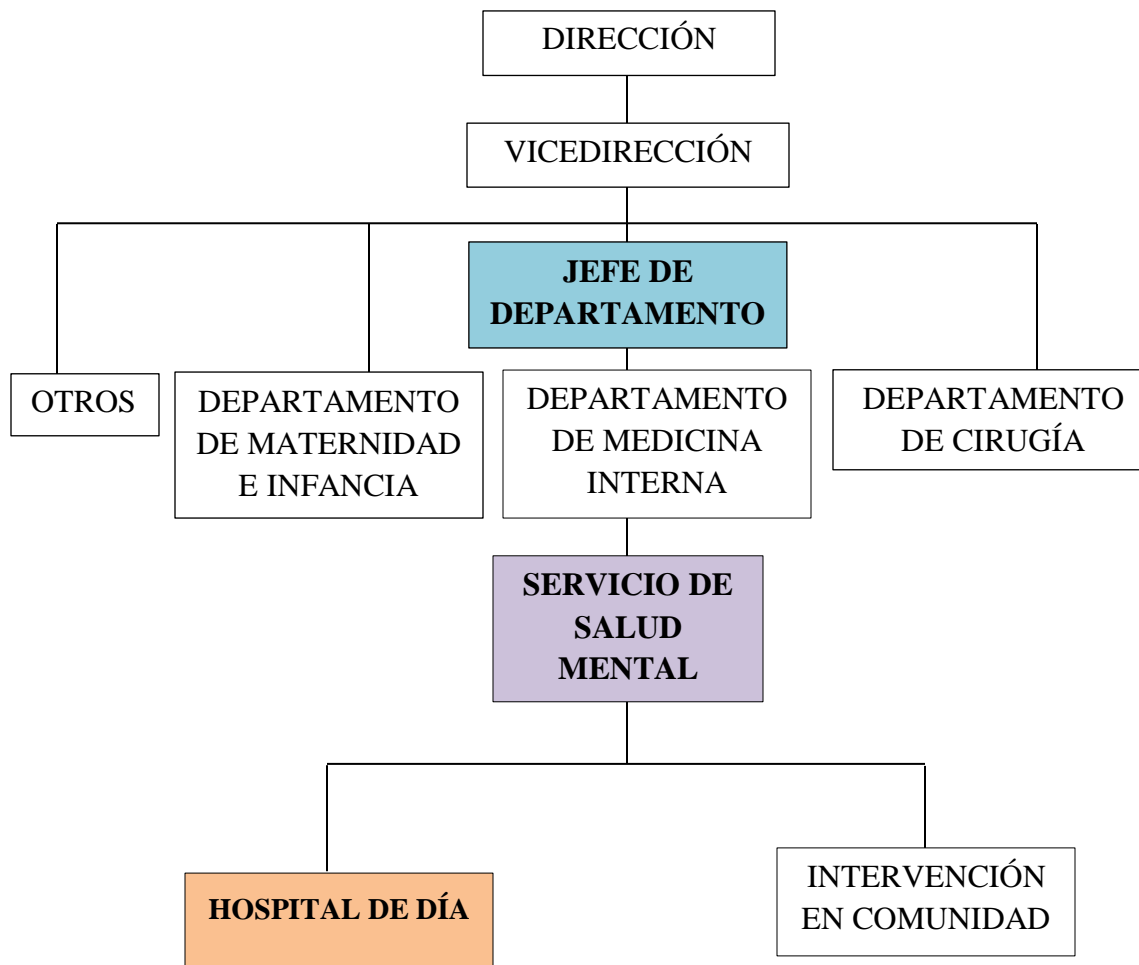 DIRECCIÓN
VICEDIRECCIÓN
JEFE DE
DEPARTAMENTO
OTROS
DEPARTAMENTO
DE MATERNIDAD
E INFANCIA
DEPARTAMENTO
DE MEDICINA
INTERNA
DEPARTAMENTO
DE CIRUGÍA
SERVICIO DE
SALUD
MENTAL
HOSPITAL DE DÍA
INTERVENCIÓN
EN COMUNIDAD